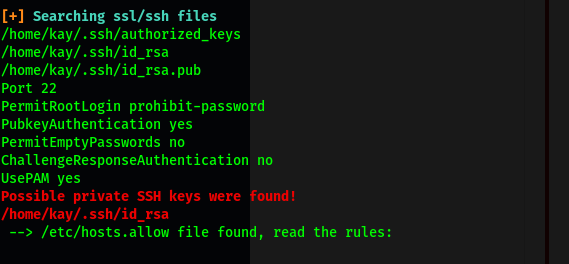 [+] Searching ssl/ssh files
/home/kay/.ssh/authorized_keys
/home/kay/.ssh/id_rsa
/home/kay/.ssh/id_rsa.pub
Port 22
PermitRootLogin prohibit-password
PubkeyAuthentication yes
PermitEmptyPasswords no
ChallengeResponseAuthentication no
UsePAM yes
Possible private SSH keys were found!
/home/kay/.ssh/id_rsa
 --> /etc/hosts.allow file found, read the rules: